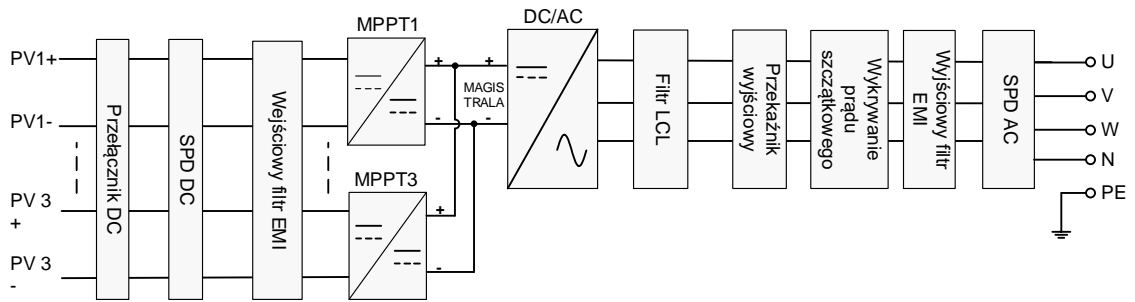 PV1+
PV1-
PV 3
+
PV 3
-
Przełącznik DC
SPD DC
Wejściowy filtr EMI
MPPT1
MPPT3
+
-
+
-
MAGIS
TRALA
+
-
DC/AC
Filtr LCL
Przekaźnik
wyjściowy
Wykrywanie
prądu
szczątkowego
Wyjściowy filtr
EMI
SPD AC
U
V
W
N
PE